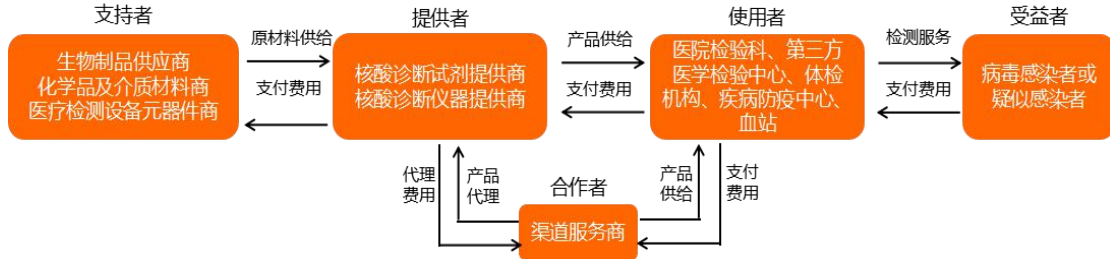 支持者
提供者
使用者
受益者
生物制品供应商
化学品及介质材料商
医疗检测设备元器件商
原材料供给
支付费用
核酸诊断试剂提供商
核酸诊断仪器提供商
产品供给
支付费用
医院检验科、第三方
医学检验中心、体检
机构、疾病防疫中心、
血站
检测服务
支付费用
病毒感染者或
疑似感染者
代理
费用
产品
代理
合作者
产品
供给
支付
费用
渠道服务商